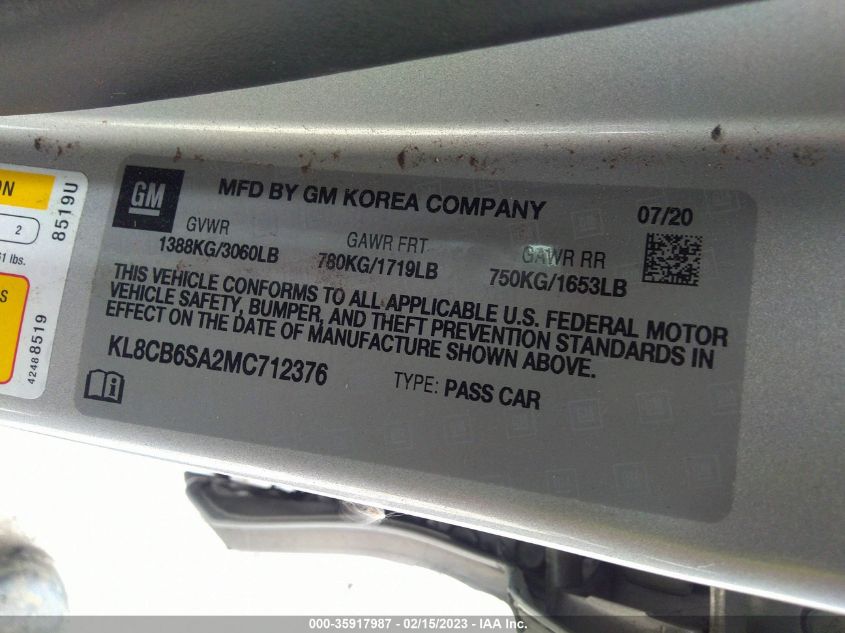 ON
2
61 lbs.
S
8519U
42488519
GM
MFD BY GM KOREA COMPANY
07/20
GVWR
GAWR FRT
GAWR RR
1388KG/3060LB
780KG/1719LB
750KG/1653LB
THIS VEHICLE CONFORMS TO ALL APPLICABLE U.S. FEDERAL MOTOR
VEHICLE SAFETY, BUMPER, AND THEFT PREVENTION STANDARDS IN
EFFECT ON THE DATE OF MANUFACTURE SHOWN ABOVE.
KL8CB6SA2MC712376
TYPE: PASS CAR
000-35917987 - 02/15/2023 - IAA Inc.